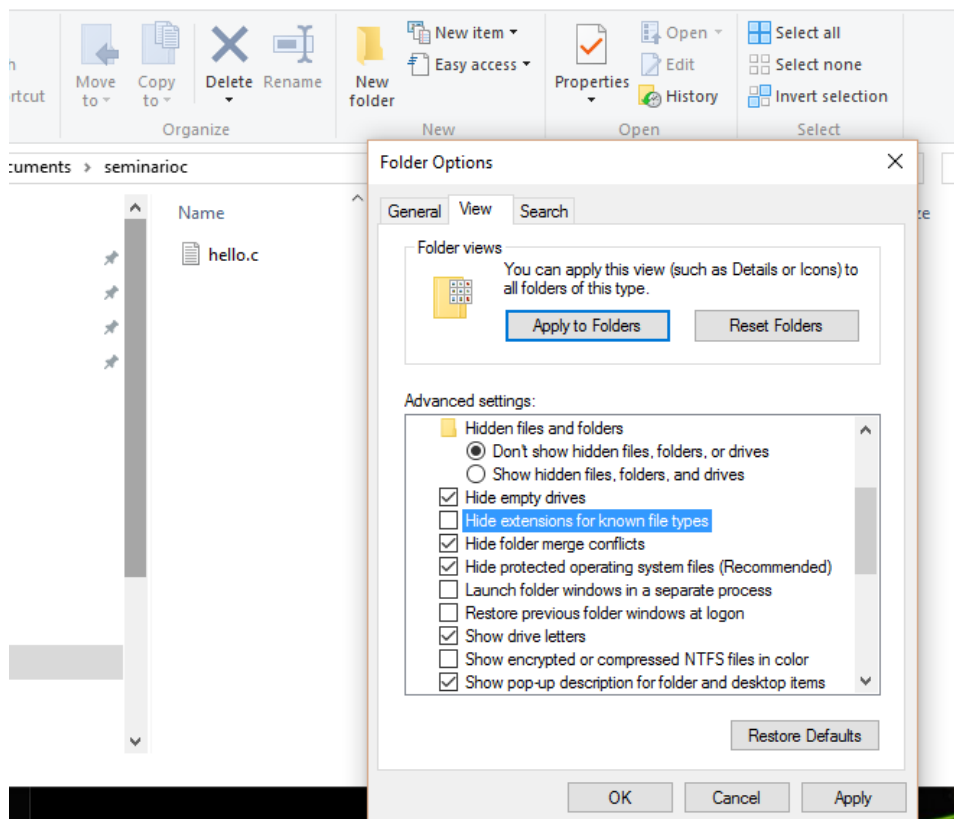 New item
Open
Select all
Easy access
Edit
Select none
Move to
Copy to
Delete
Rename
New folder
Properties
History
Invert selection
rtcut
Organize
New
Open
Select
cuments > seminarioc
Folder Options
General
View
Search
Name
ze
hello.c
Folder views
You can apply this view (such as Details or Icons) to
all folders of this type.
Apply to Folders
Reset Folders
Advanced settings:
Hidden files and folders
Don't show hidden files, folders, or drives
Show hidden files, folders, and drives
Hide empty drives
Hide extensions for known file types
Hide folder merge conflicts
Hide protected operating system files (Recommended)
Launch folder windows in a separate process
Restore previous folder windows at logon
Show drive letters
Show encrypted or compressed NTFS files in color
Show pop-up description for folder and desktop items
Restore Defaults
OK
Cancel
Apply